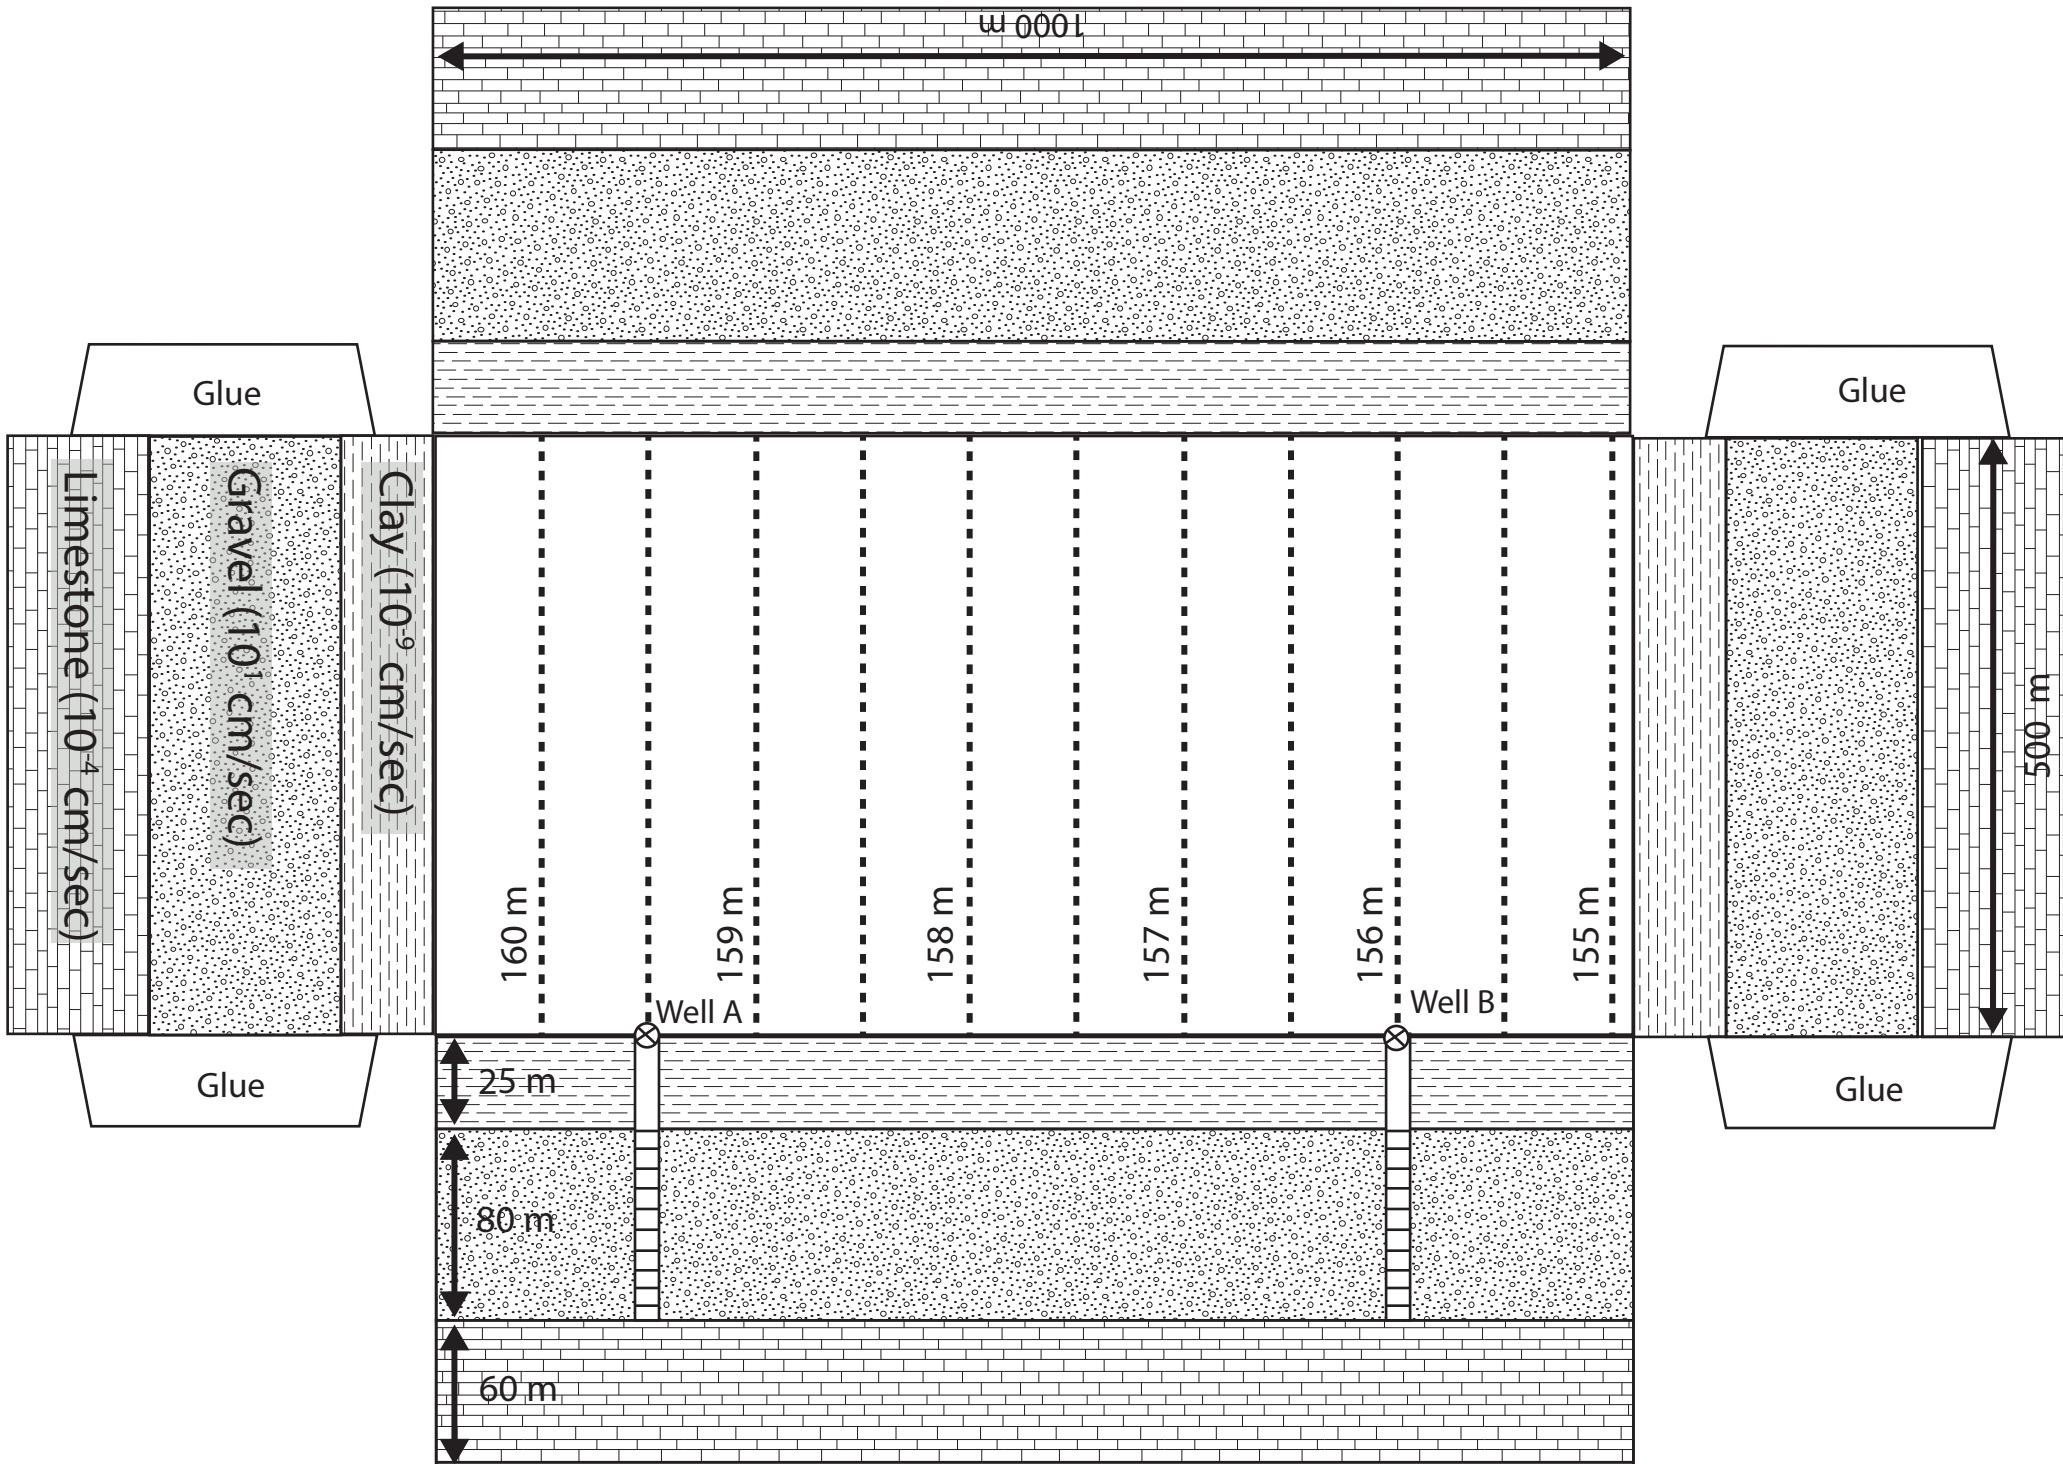 1000 m
Glue
Glue
Limestone (10⁻⁴ cm/sec)
Gravel (10¹ cm/sec)
Clay (10⁻⁹ cm/sec)
500 m
160 m
159 m
158 m
157 m
156 m
155 m
Well A
Well B
25 m
Glue
Glue
80 m
60 m